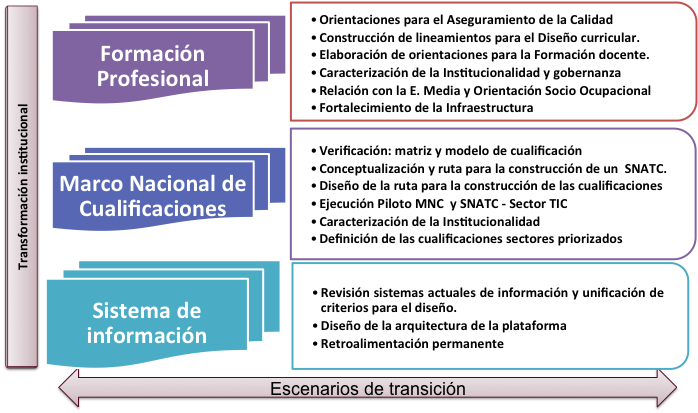 Transformación institucional
Formación
Profesional
• Orientaciones para el Aseguramiento de la Calidad
• Construcción de lineamientos para el Diseño curricular.
• Elaboración de orientaciones para la Formación docente.
• Caracterización de la Institucionalidad y gobernanza
• Relación con la E. Media y Orientación Socio Ocupacional
• Fortalecimiento de la Infraestructura
Marco Nacional de
Cualificaciones
• Verificación: matriz y modelo de cualificación
• Conceptualización y ruta para la construcción de un SNATC.
• Diseño de la ruta para la construcción de las cualificaciones
• Ejecución Piloto MNC y SNATC - Sector TIC
• Caracterización de la Institucionalidad
• Definición de las cualificaciones sectores priorizados
Sistema de
información
• Revisión sistemas actuales de información y unificación de
criterios para el diseño.
• Diseño de la arquitectura de la plataforma
• Retroalimentación permanente
Escenarios de transición